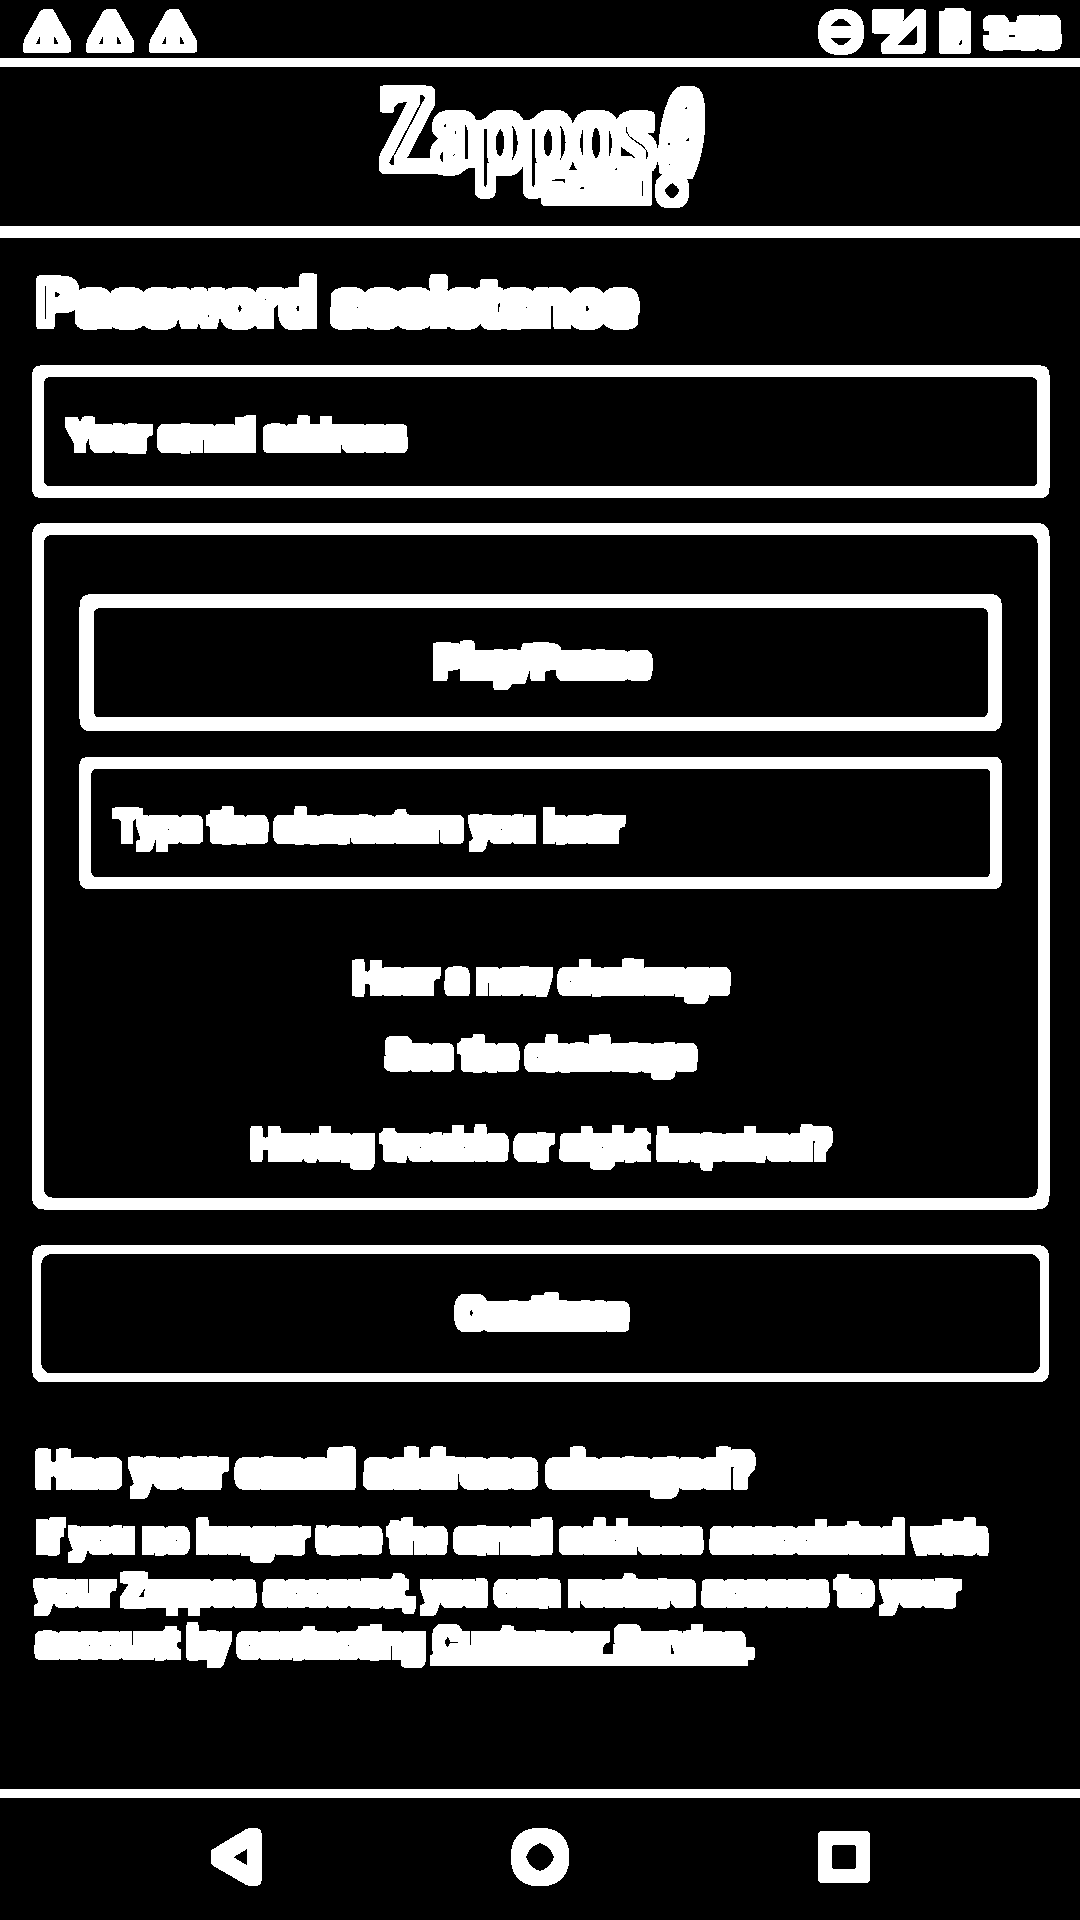 Zappos
.com
Password assistance
Your email address
Play/Pause
Type the characters you hear
Hear a new challenge
See the challenge
Having trouble or sight impaired?
Continue
Has your email address changed?
If you no longer use the email address associated with
your Zappos account, you can restore access to your
account by contacting Customer Service.